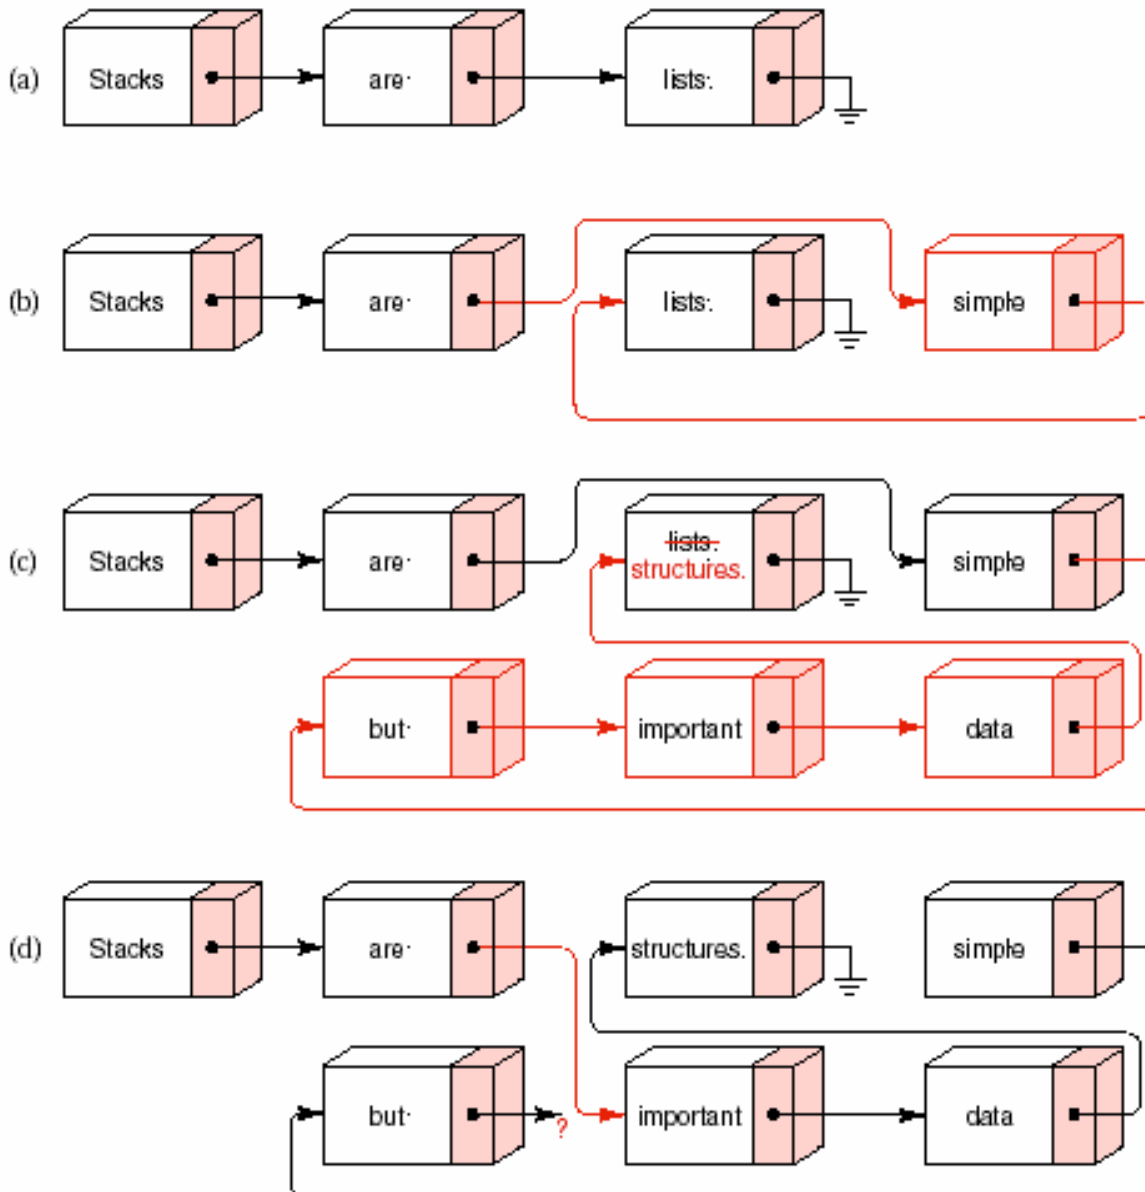 (a) Stacks are lists.
(b) Stacks are lists. simple
(c) Stacks are lists. simple
structures.
but important data
(d) Stacks are structures. simple
but ? important data